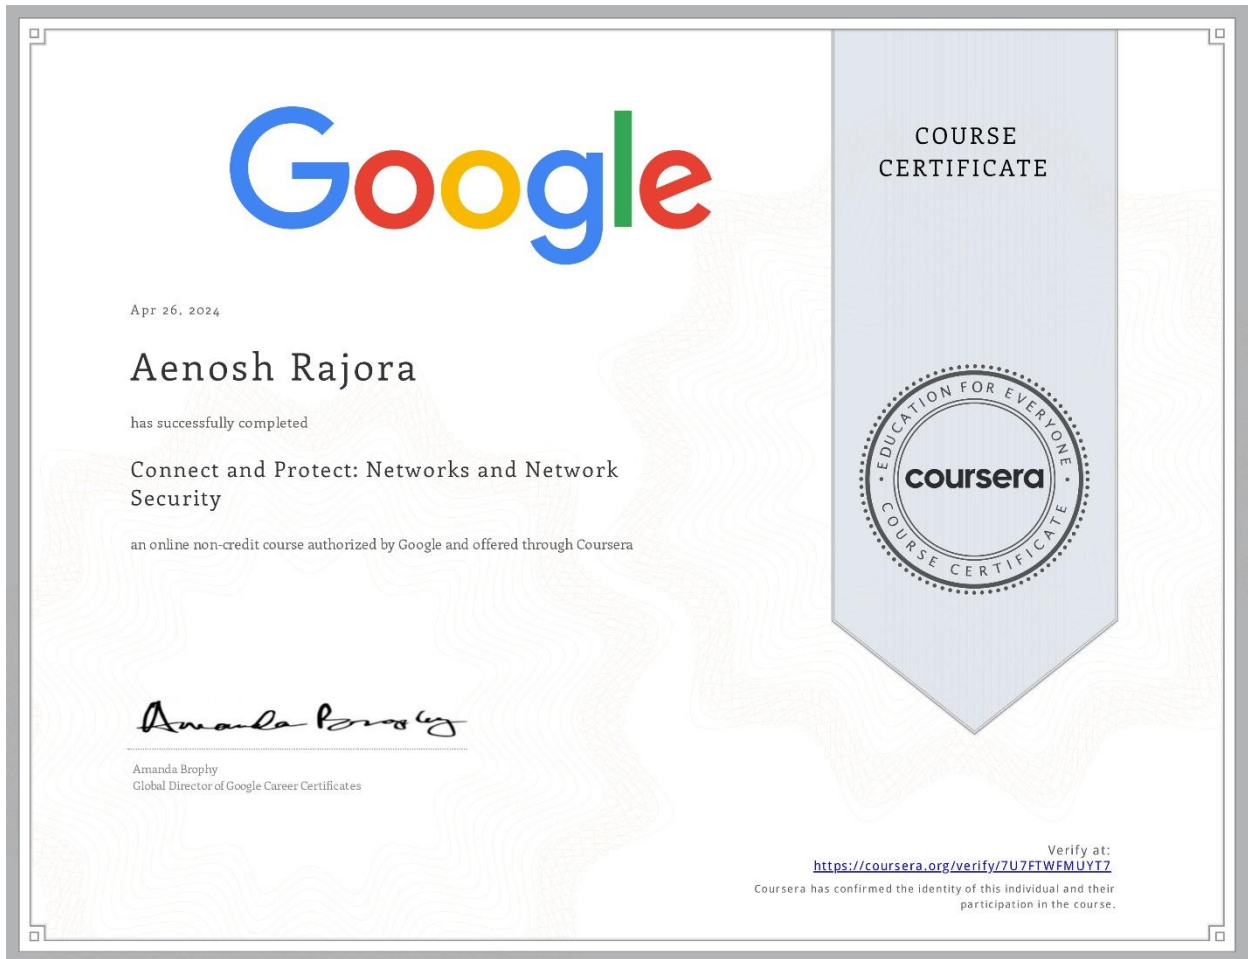 Google
COURSE
CERTIFICATE
Apr 26, 2024
Aenosh Rajora
has successfully completed
Connect and Protect: Networks and Network
Security
an online non-credit course authorized by Google and offered through Coursera
EDUCATION FOR EVERYONE
coursera
COURSE CERTIFICATE
Amanda Brophy
Amanda Brophy
Global Director of Google Career Certificates
Verify at:
https://coursera.org/verify/7U7FTWFMUYT7
Coursera has confirmed the identity of this individual and their
participation in the course.